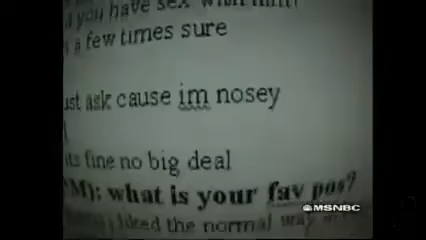 you have sex with him?
a few times sure
ask cause im nosey
fine no big deal
M): what is your fav pos?
MSNBC
i liked the normal way